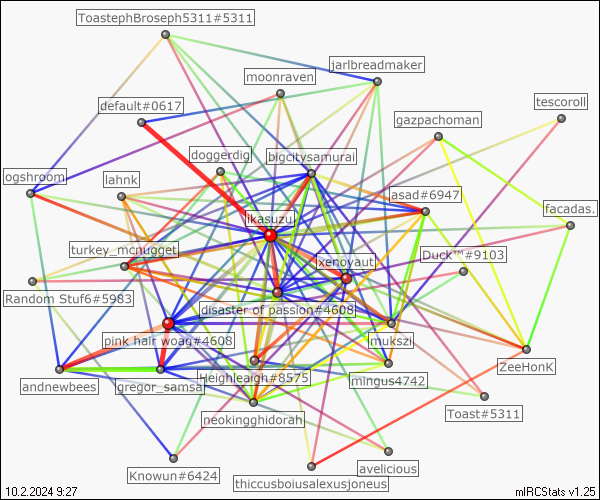 ToastephBroseph5311#5311
jarlbreadmaker
moonraven
default#0617
tescoroll
gazpachoman
doggerdig
bigcitysamurai
ogshroom
lahnk
asad#6947
facadas.
Ikasuzu
turkey_mcnugget
xenoyaut
Duck™#9103
Random Stuf6#5983
disaster of passion#4608
pink hair woag#4608
mukszi
ZeeHonK
andnewbees
gregor_samsa
Heighleaigh#8575
mingus4742
neokingghidorah
Toast#5311
Knowun#6424
avelicious
thiccusboiusalexusjoneus
10.2.2024 9:27
mIRCStats v1.25